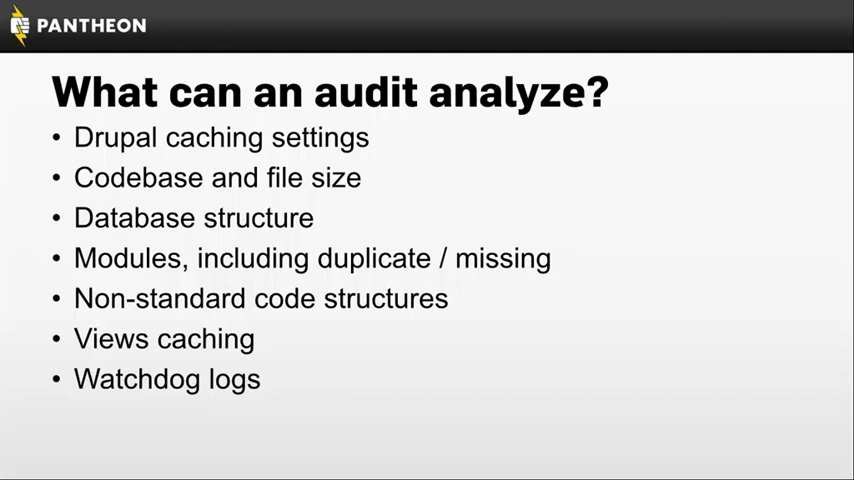 PANTHEON
What can an audit analyze?
• Drupal caching settings
• Codebase and file size
• Database structure
• Modules, including duplicate / missing
• Non-standard code structures
• Views caching
• Watchdog logs